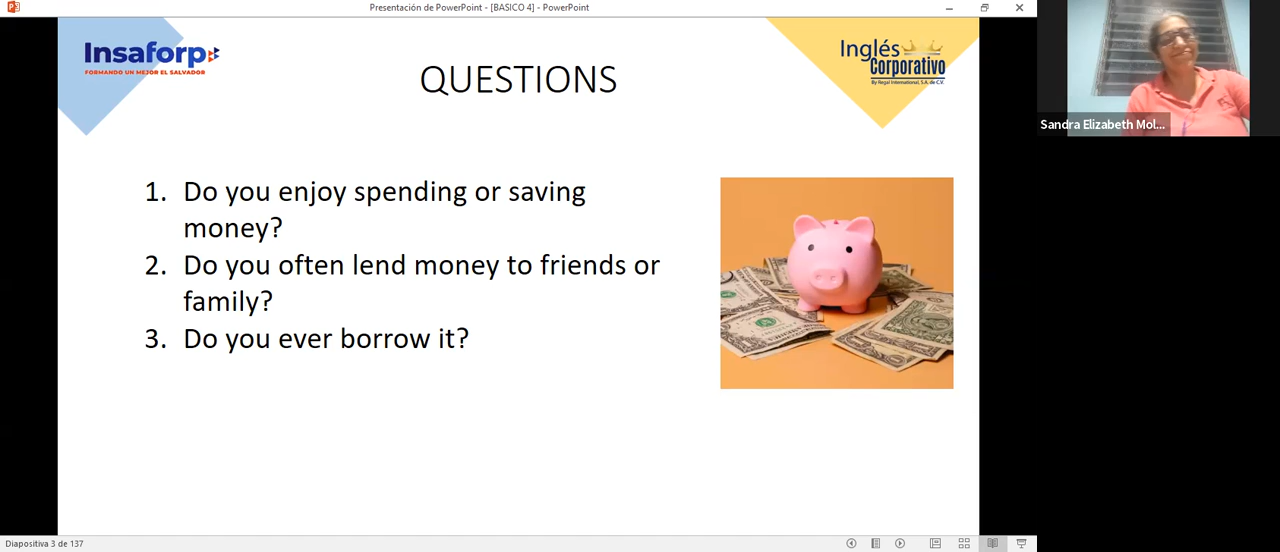 Presentación de PowerPoint - [BASICO 4] - PowerPoint
Insaforp
FORMANDO UN MEJOR EL SALVADOR
QUESTIONS
Inglés
Corporativo
By Regal International, S.A. de C.V.
Sandra Elizabeth Mol...
1. Do you enjoy spending or saving
money?
2. Do you often lend money to friends or
family?
3. Do you ever borrow it?
Diapositiva 3 de 137